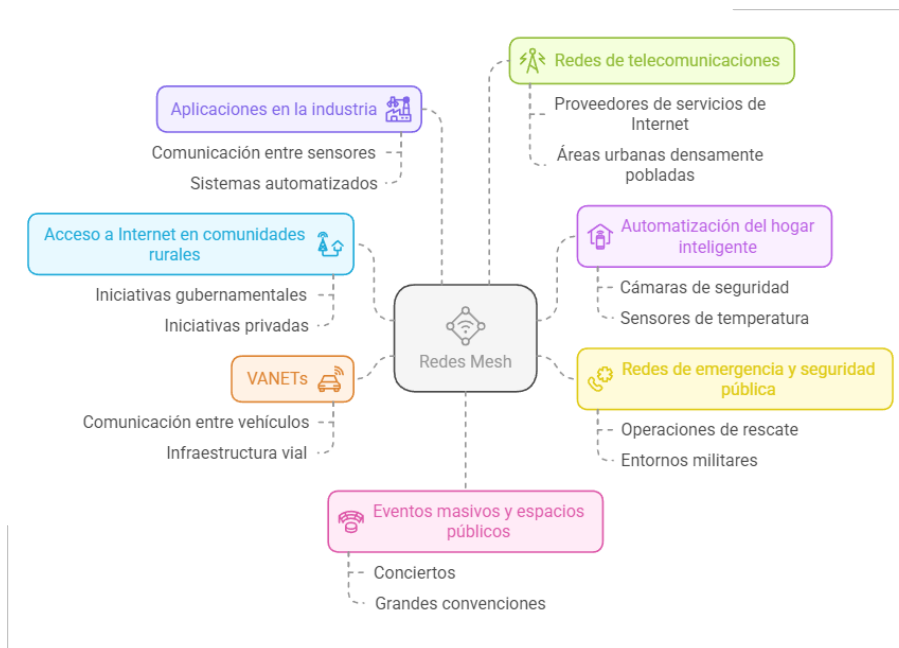 Redes de telecomunicaciones
Proveedores de servicios de
Internet
Áreas urbanas densamente
pobladas
Aplicaciones en la industria
Comunicación entre sensores
Sistemas automatizados
Acceso a Internet en comunidades
rurales
Iniciativas gubernamentales
Iniciativas privadas
Automatización del hogar
inteligente
Cámaras de seguridad
Sensores de temperatura
Redes Mesh
VANETs
Comunicación entre vehículos
Infraestructura vial
Redes de emergencia y seguridad
pública
Operaciones de rescate
Entornos militares
Eventos masivos y espacios
públicos
Conciertos
Grandes convenciones